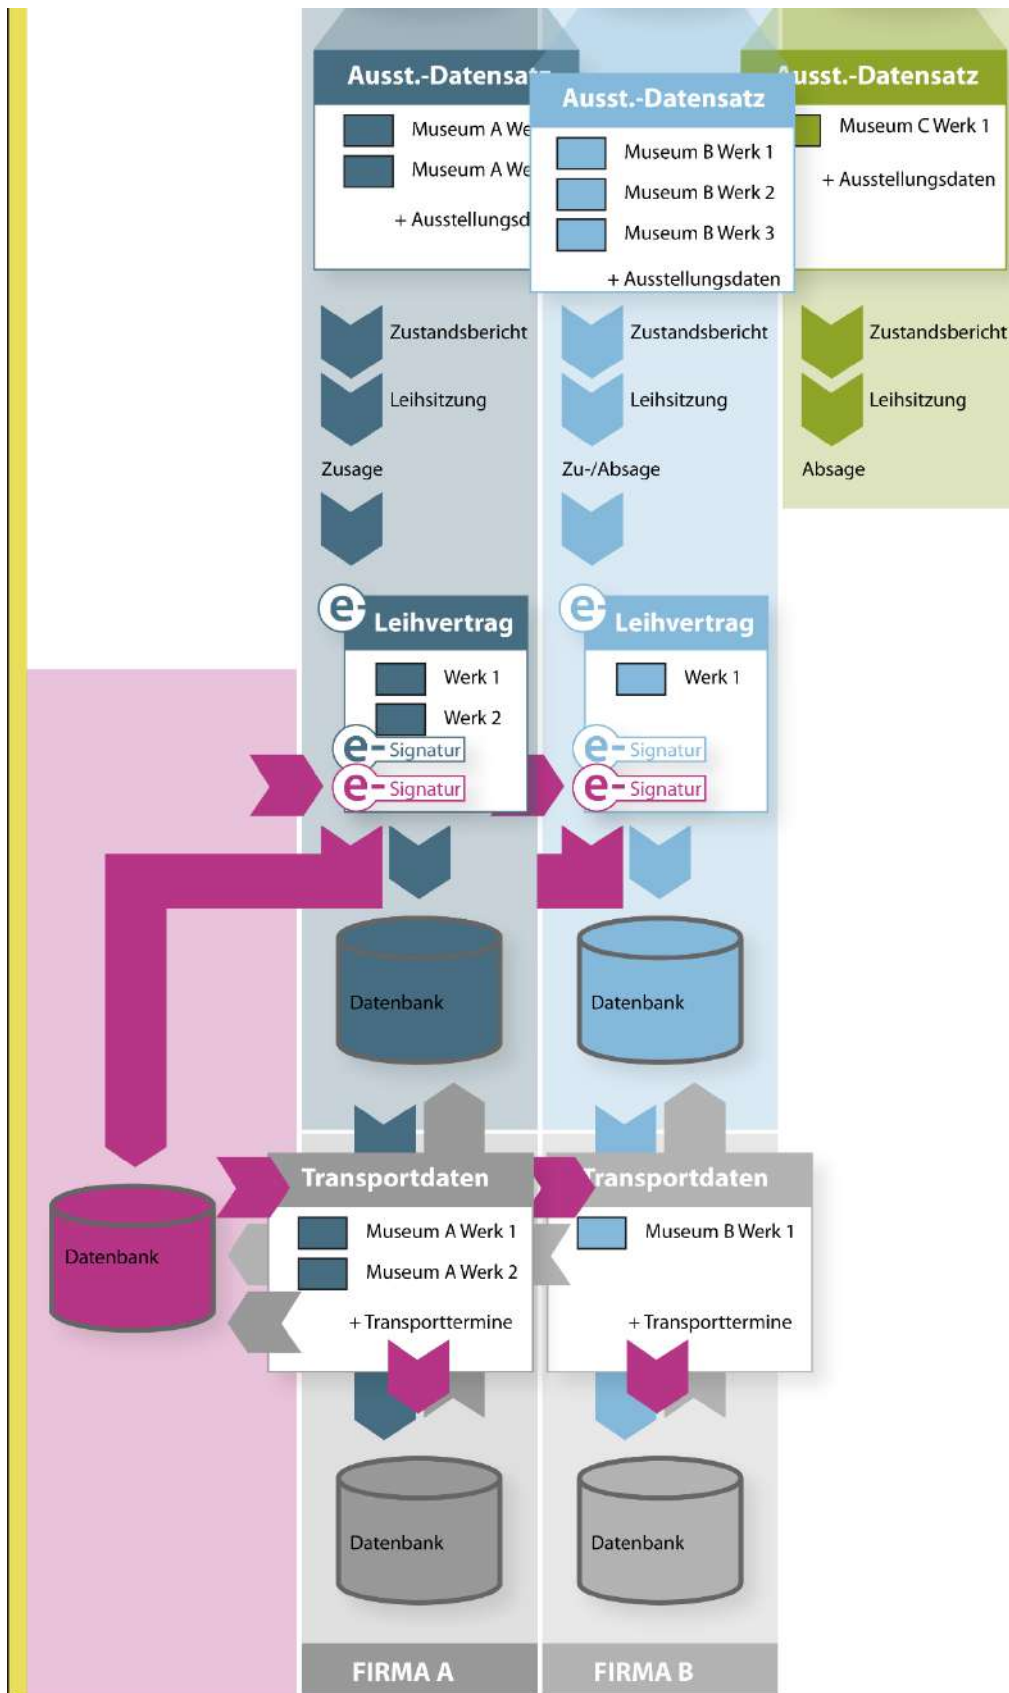 Ausst.-Datensatz
Museum A We
Museum A We
+ Ausstellungsd
Ausst.-Datensatz
Museum B Werk 1
Museum B Werk 2
Museum B Werk 3
+ Ausstellungsdaten
Ausst.-Datensatz
Museum C Werk 1
+ Ausstellungsdaten
Zustandsbericht
Zustandsbericht
Zustandsbericht
Leihsitzung
Leihsitzung
Leihsitzung
Zusage
Zu-/Absage
Absage
e-
Leihvertrag
Werk 1
Werk 2
e- Signatur
e- Signatur
e-
Leihvertrag
Werk 1
e- Signatur
e- Signatur
Datenbank
Datenbank
Datenbank
Transportdaten
Museum A Werk 1
Museum A Werk 2
+ Transporttermine
Transportdaten
Museum B Werk 1
+ Transporttermine
Datenbank
Datenbank
FIRMA A
FIRMA B